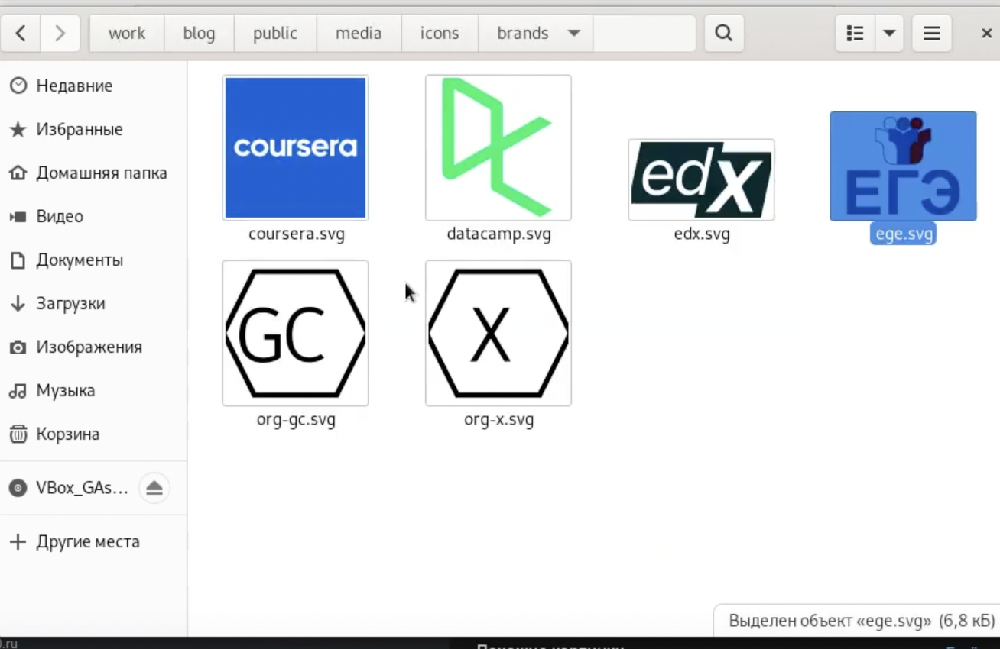 work blog public media icons brands
Недавние
Избранные
Домашняя папка
Видео
Документы
Загрузки
Изображения
Музыка
Корзина
VBox_GAs...
Другие места
coursera
edX
ЕГЭ
coursera.svg datacamp.svg edx.svg ege.svg
GC X
org-gc.svg org-x.svg
Выделен объект «ege.svg» (6,8 кБ)
.ru